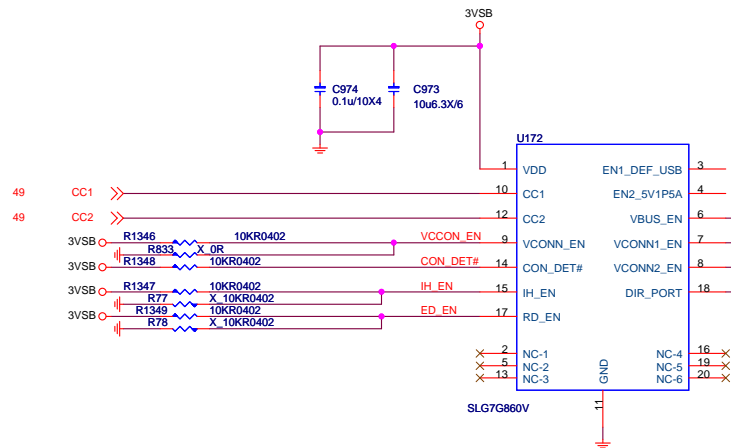 3VSB
C974
0.1u/10X4
C973
10u6.3X/6
U172
1 VDD EN1_DEF_USB 3
49 CC1 10 CC1 EN2_5V1P5A 4
49 CC2 12 CC2 VBUS_EN 6
3VSB R1346 10KR0402 VCCON_EN 9 VCONN_EN VCONN1_EN 7
R833 X_0R
3VSB R1348 10KR0402 CON_DET# 14 CON_DET# VCONN2_EN 8
3VSB R1347 10KR0402 IH_EN 15 IH_EN DIR_PORT 18
R77 X_10KR0402
3VSB R1349 10KR0402 ED_EN 17 RD_EN
R78 X_10KR0402
2 NC-1 NC-4 16
5 NC-2 NC-5 19
13 NC-3 NC-6 20
GND
11
SLG7G860V